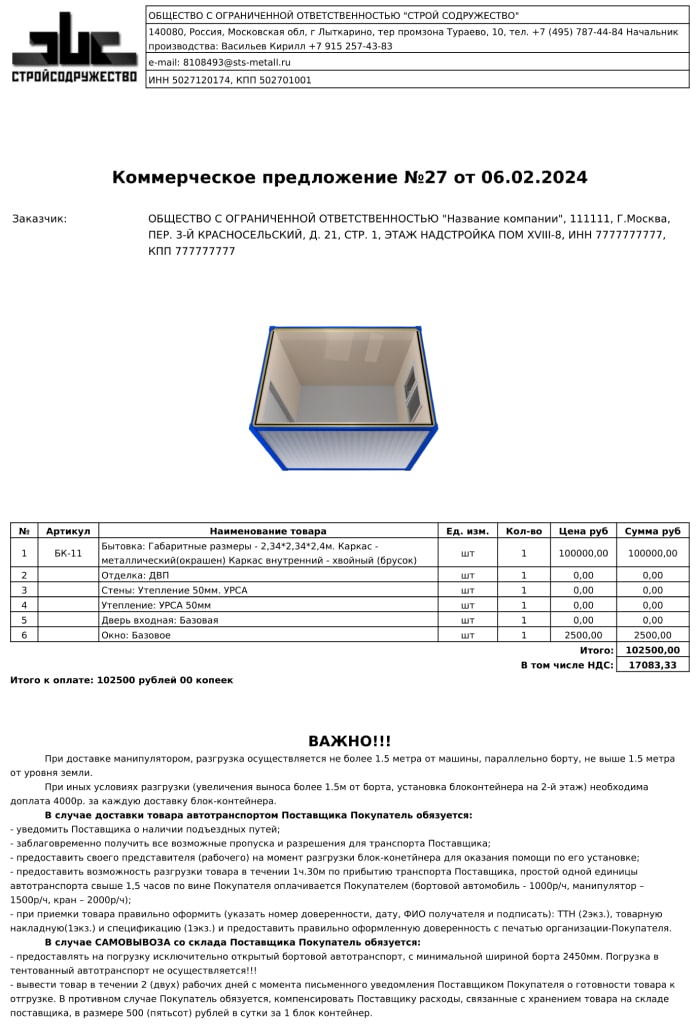 СТРОЙСОДРУЖЕСТВО
ОБЩЕСТВО С ОГРАНИЧЕННОЙ ОТВЕТСТВЕННОСТЬЮ "СТРОЙ СОДРУЖЕСТВО"
140080, Россия, Московская обл, г Лыткарино, тер промзона Тураево, 10, тел. +7 (495) 787-44-84 Начальник
производства: Васильев Кирилл +7 915 257-43-83
e-mail: 8108493@sts-metall.ru
ИНН 5027120174, КПП 502701001
Коммерческое предложение №27 от 06.02.2024
Заказчик: ОБЩЕСТВО С ОГРАНИЧЕННОЙ ОТВЕТСТВЕННОСТЬЮ "Название компании", 111111, Г.Москва,
ПЕР. 3-Й КРАСНОСЕЛЬСКИЙ, Д. 21, СТР. 1, ЭТАЖ НАДСТРОЙКА ПОМ XVIII-8, ИНН 7777777777,
КПП 777777777
№ Артикул Наименование товара Ед. изм. Кол-во Цена руб Сумма руб
1 БК-11 Бытовка: Габаритные размеры - 2,34*2,34*2,4м. Каркас -
металлический(окрашен) Каркас внутренний - хвойный (брусок) шт 1 100000,00 100000,00
2 Отделка: ДВП шт 1 0,00 0,00
3 Стены: Утепление 50мм. УРСА шт 1 0,00 0,00
4 Утепление: УРСА 50мм шт 1 0,00 0,00
5 Дверь входная: Базовая шт 1 0,00 0,00
6 Окно: Базовое шт 1 2500,00 2500,00
Итого: 102500,00
В том числе НДС: 17083,33
Итого к оплате: 102500 рублей 00 копеек
ВАЖНО!!!
При доставке манипулятором, разгрузка осуществляется не более 1.5 метра от машины, параллельно борту, не выше 1.5 метра
от уровня земли.
При иных условиях разгрузки (увеличения выноса более 1.5м от борта, установка блоконтейнера на 2-й этаж) необходима
доплата 4000р. за каждую доставку блок-контейнера.
В случае доставки товара автотранспортом Поставщика Покупатель обязуется:
- уведомить Поставщика о наличии подъездных путей;
- заблаговременно получить все возможные пропуска и разрешения для транспорта Поставщика;
- предоставить своего представителя (рабочего) на момент разгрузки блок-конетйнера для оказания помощи по его установке;
- предоставить возможность разгрузки товара в течении 1ч.30м по прибытию транспорта Поставщика, простой одной единицы
автотранспорта свыше 1,5 часов по вине Покупателя оплачивается Покупателем (бортовой автомобиль - 1000р/ч, манипулятор –
1500р/ч, кран – 2000р/ч);
- при приемки товара правильно оформить (указать номер доверенности, дату, ФИО получателя и подписать): ТТН (2экз.), товарную
накладную(1экз.) и спецификацию (1экз.) и предоставить правильно оформленную доверенность с печатью организации-Покупателя.
В случае САМОВЫВОЗА со склада Поставщика Покупатель обязуется:
- предоставлять на погрузку исключительно открытый бортовой автотранспорт, с минимальной шириной борта 2450мм. Погрузка в
тентованный автотранспорт не осуществляется!!!
- вывести товар в течении 2 (двух) рабочих дней с момента письменного уведомления Поставщиком Покупателя о готовности товара к
отгрузке. В противном случае Покупатель обязуется, компенсировать Поставщику расходы, связанные с хранением товара на складе
поставщика, в размере 500 (пятьсот) рублей в сутки за 1 блок контейнер.